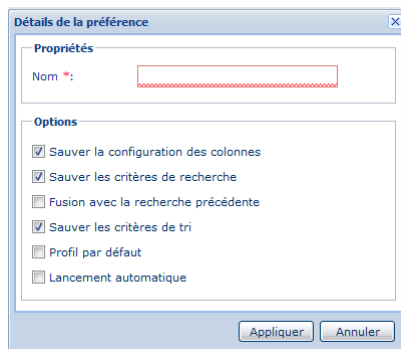 Détails de la préférence
Propriétés
Nom *:
Options
Sauver la configuration des colonnes
Sauver les critères de recherche
Fusion avec la recherche précédente
Sauver les critères de tri
Profil par défaut
Lancement automatique
Appliquer Annuler